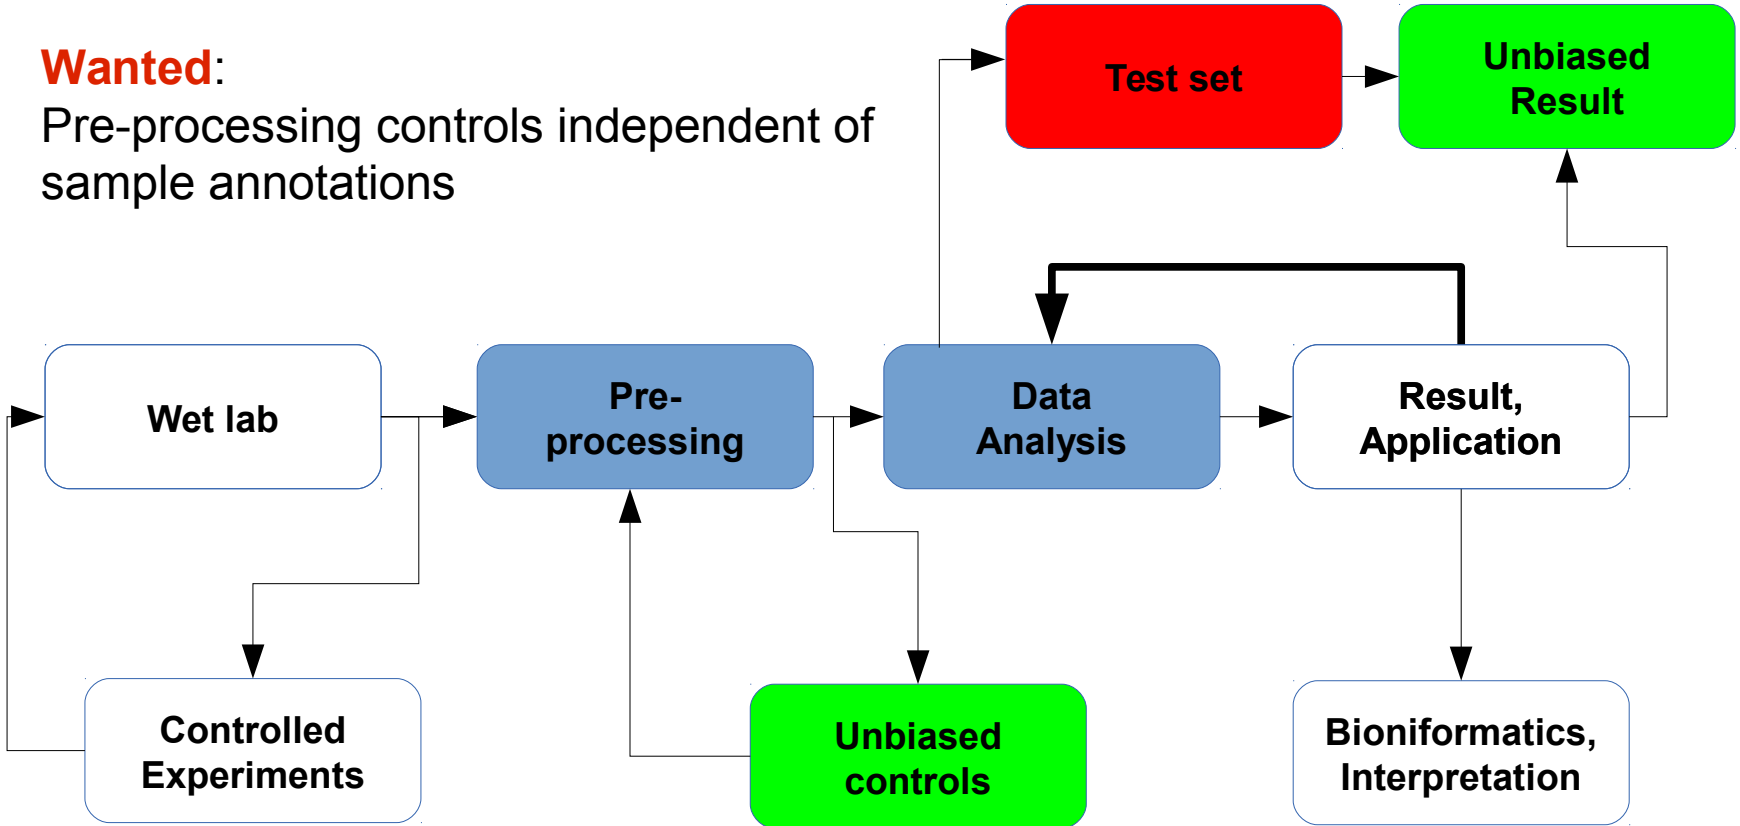 Wanted:
Pre-processing controls independent of
sample annotations
Test set
Unbiased
Result
Wet lab
Pre-
processing
Data
Analysis
Result,
Application
Controlled
Experiments
Unbiased
controls
Bioniformatics,
Interpretation